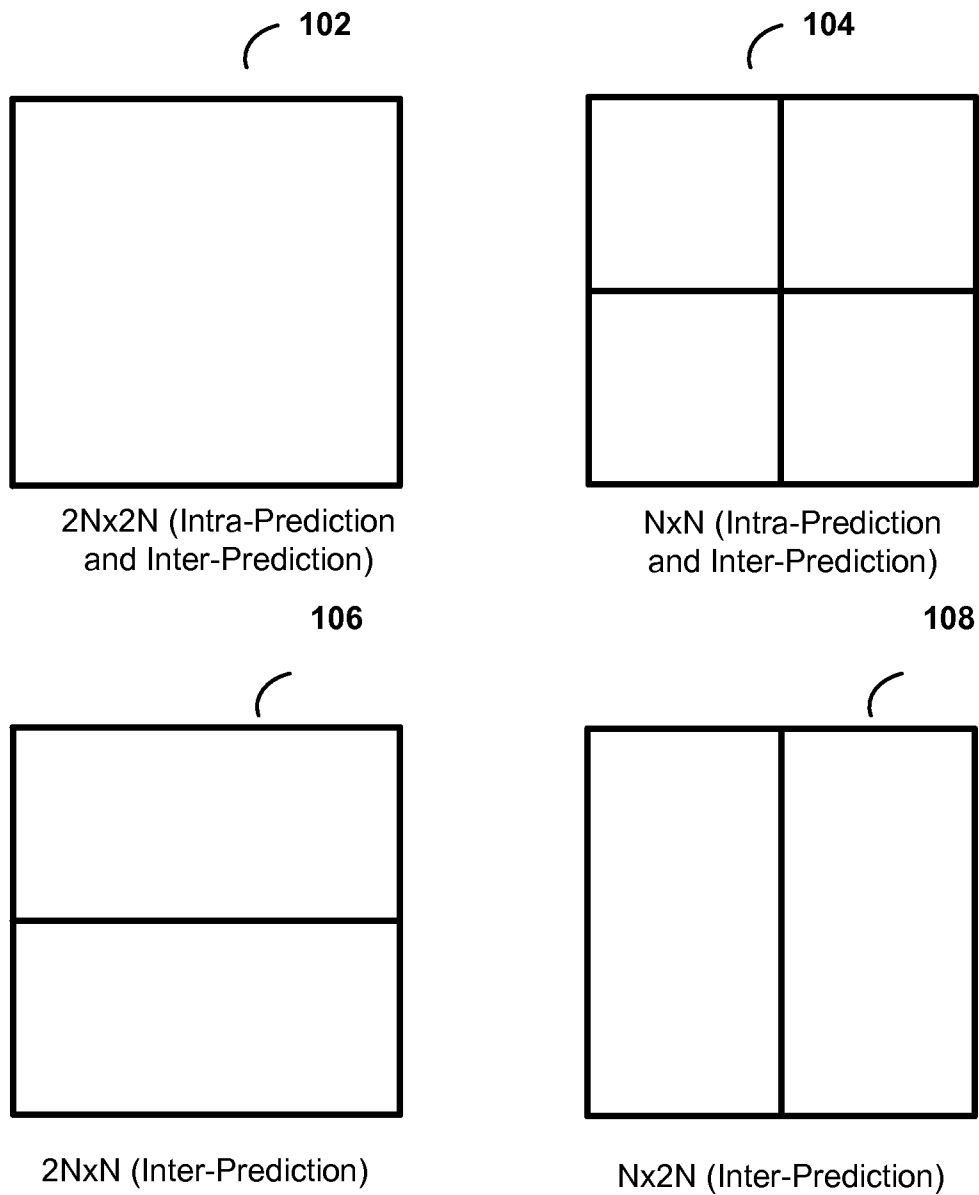 102
104
2Nx2N (Intra-Prediction
and Inter-Prediction)
NxN (Intra-Prediction
and Inter-Prediction)
106
108
2NxN (Inter-Prediction)
Nx2N (Inter-Prediction)